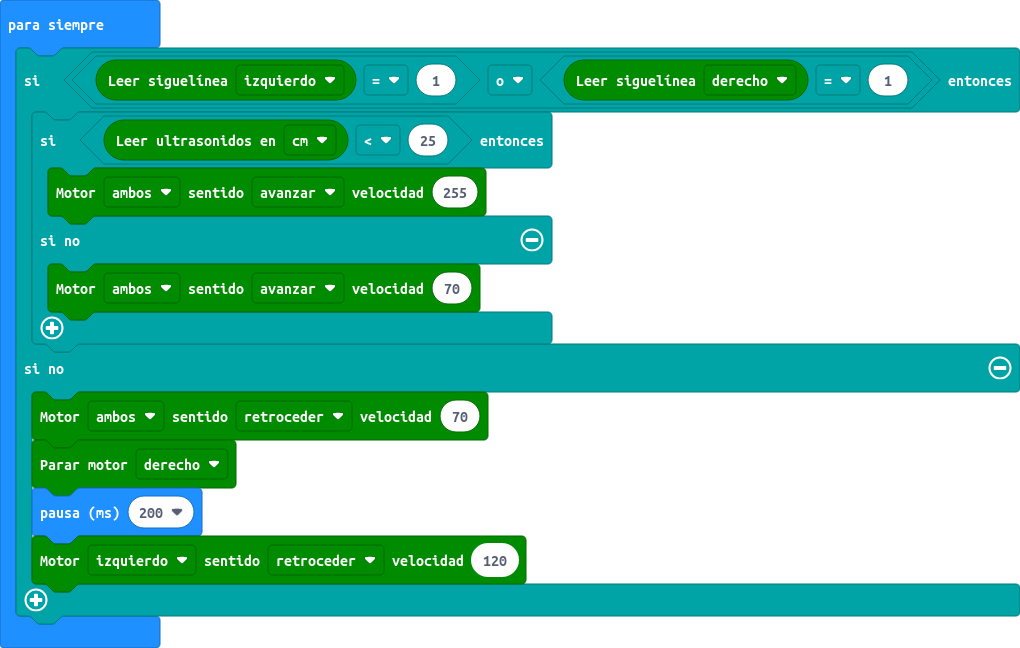 para siempre
si Leer siguelínea izquierdo = 1 o Leer siguelínea derecho = 1 entonces
si Leer ultrasonidos en cm < 25 entonces
Motor ambos sentido avanzar velocidad 255
si no
Motor ambos sentido avanzar velocidad 70
si no
Motor ambos sentido retroceder velocidad 70
Parar motor derecho
pausa (ms) 200
Motor izquierdo sentido retroceder velocidad 120